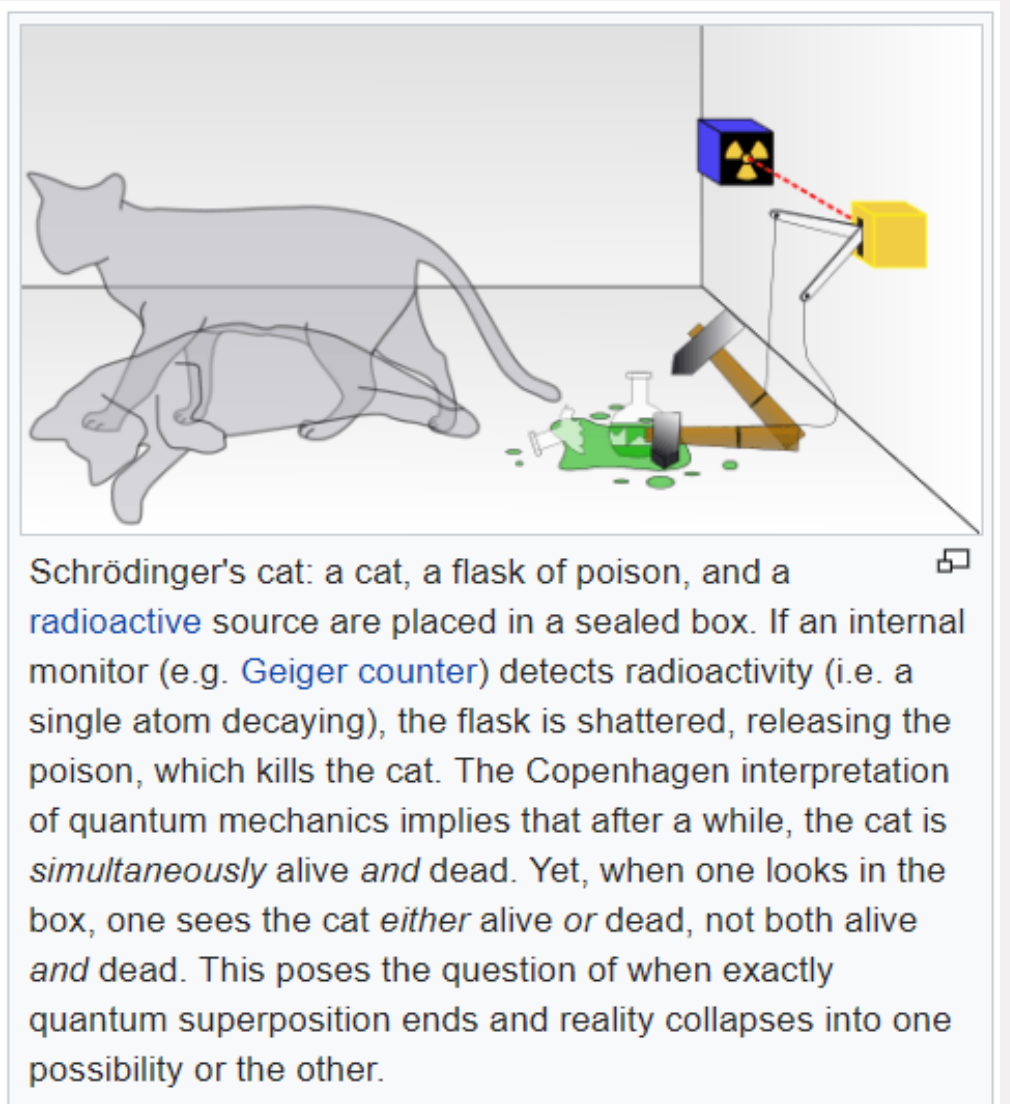 Schrödinger's cat: a cat, a flask of poison, and a
radioactive source are placed in a sealed box. If an internal
monitor (e.g. Geiger counter) detects radioactivity (i.e. a
single atom decaying), the flask is shattered, releasing the
poison, which kills the cat. The Copenhagen interpretation
of quantum mechanics implies that after a while, the cat is
simultaneously alive and dead. Yet, when one looks in the
box, one sees the cat either alive or dead, not both alive
and dead. This poses the question of when exactly
quantum superposition ends and reality collapses into one
possibility or the other.